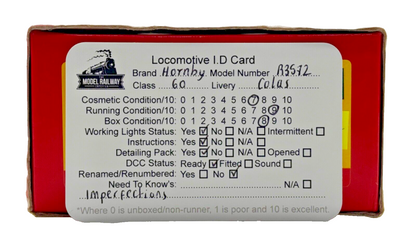 MODEL RAILWAY
Locomotive I.D Card
Brand Hornby Model Number R3572
Class 60 Livery Colas
Cosmetic Condition/10: 0 1 2 3 4 5 6 7 8 9 10
Running Condition/10: 0 1 2 3 4 5 6 7 8 9 10
Box Condition/10: 0 1 2 3 4 5 6 7 8 9 10
Working Lights Status: Yes ☑ No ☐ N/A ☐ Intermittent ☐
Instructions: Yes ☑ No ☐ N/A ☐
Detailing Pack: Yes ☑ No ☐ N/A ☐ Opened ☐
DCC Status: Ready ☑ Fitted ☐ Sound ☐
Renamed/Renumbered: Yes ☐ No ☑
Need To Know's: N/A ☐
Imperfections
*Where 0 is unboxed/non-runner, 1 is poor and 10 is excellent.